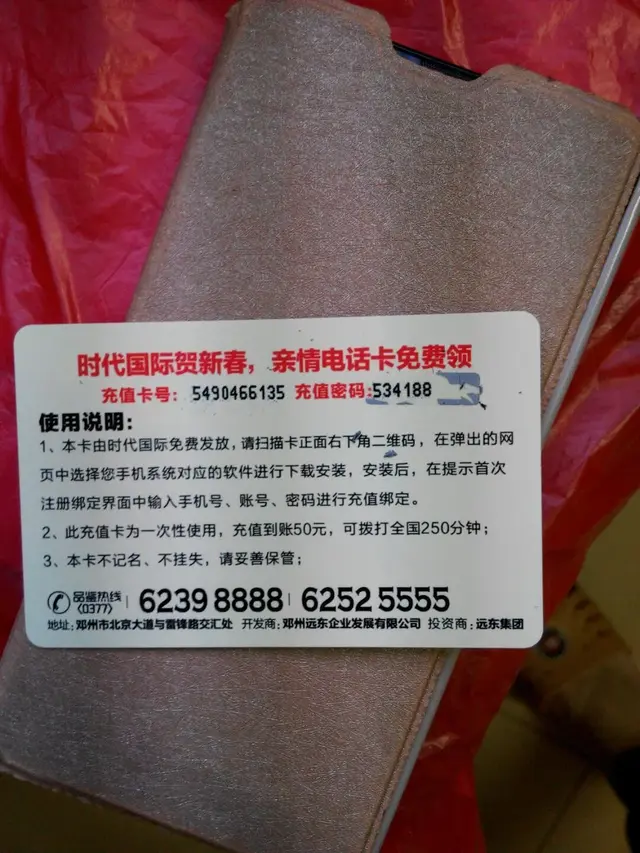 时代国际贺新春，亲情电话卡免费领
充值卡号：5490466135 充值密码:534188
使用说明：
1、本卡由时代国际免费发放，请扫描卡正面右下角二维码，在弹出的网
页中选择您手机系统对应的软件进行下载安装，安装后，在提示首次
注册绑定界面中输入手机号、账号、密码进行充值绑定。
2、此充值卡为一次性使用，充值到账50元，可拨打全国250分钟；
3、本卡不记名、不挂失，请妥善保管；
品鉴热线 (0377) 6239 8888 6252 5555
地址：邓州市北京大道与雷锋路交汇处 开发商：邓州远东企业发展有限公司 投资商：远东集团